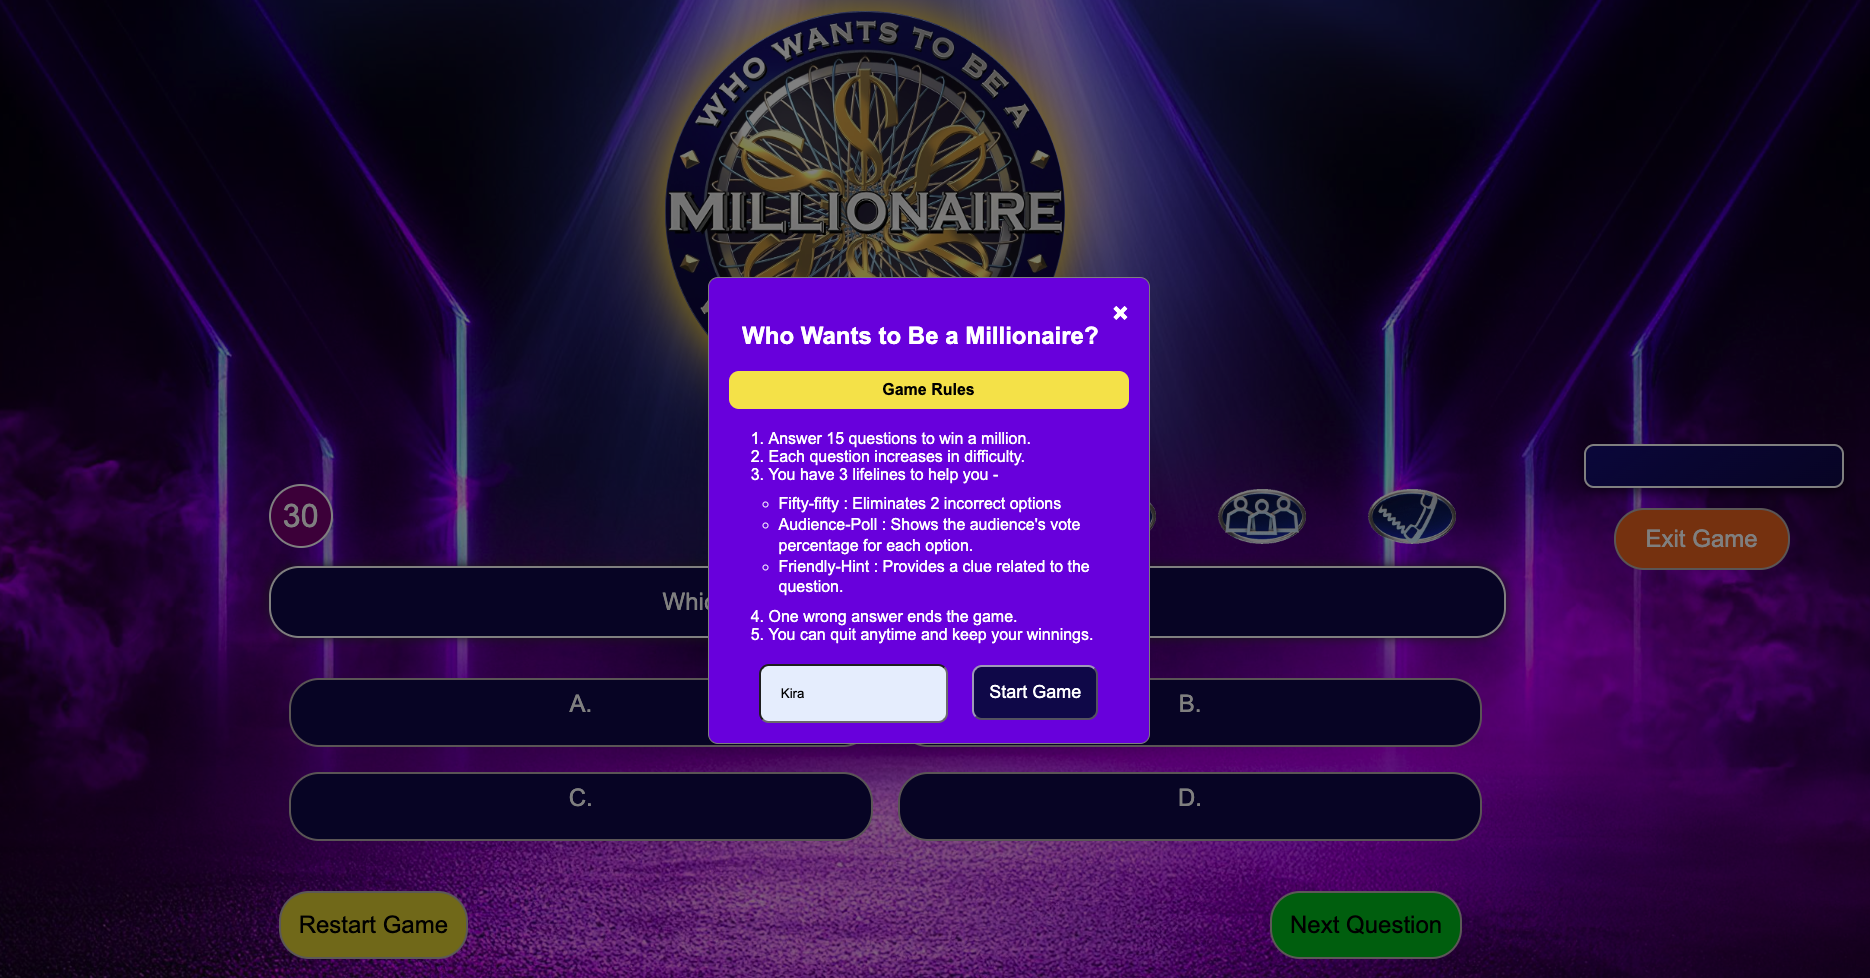 WHO WANTS TO BE A
MILLIONAIRE
Who Wants to Be a Millionaire?
Game Rules
1. Answer 15 questions to win a million.
2. Each question increases in difficulty.
3. You have 3 lifelines to help you -
Fifty-fifty : Eliminates 2 incorrect options
Audience-Poll : Shows the audience's vote
percentage for each option.
Friendly-Hint : Provides a clue related to the
question.
4. One wrong answer ends the game.
5. You can quit anytime and keep your winnings.
Kira
Start Game
30
Exit Game
A.
B.
C.
D.
Restart Game
Next Question